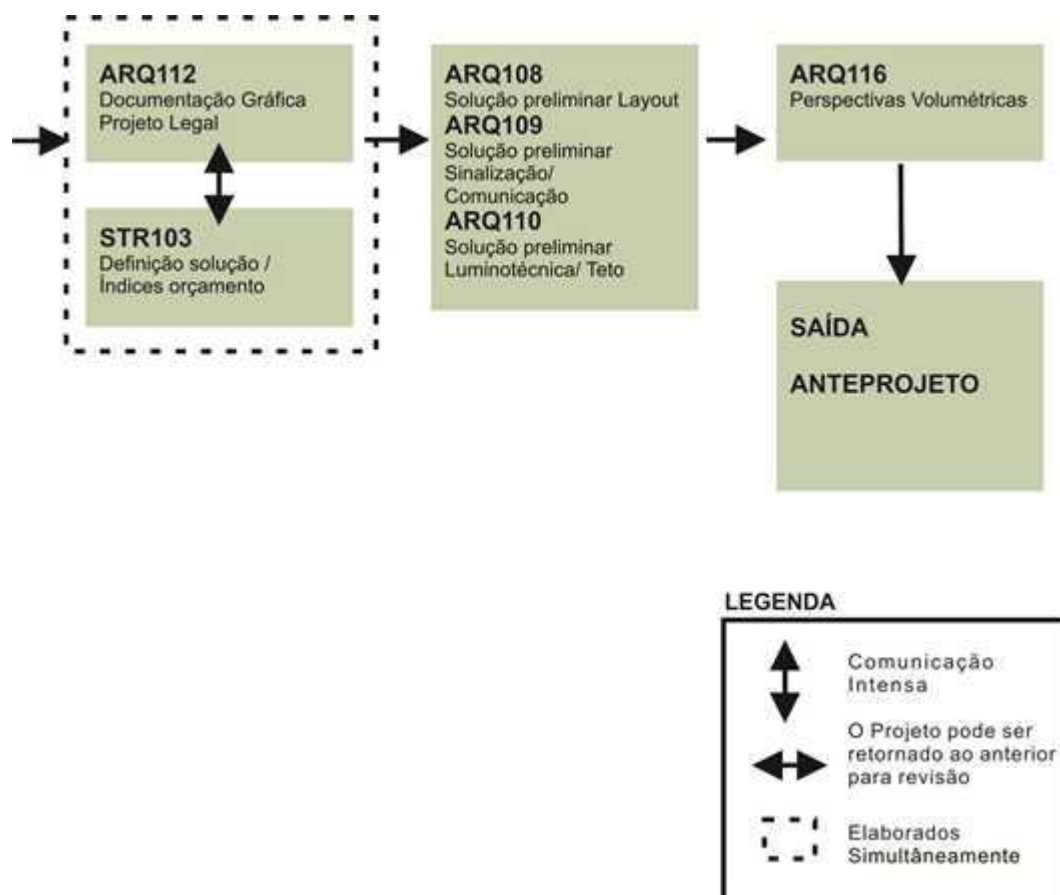 ARQ112
Documentação Gráfica
Projeto Legal
STR103
Definição solução /
Índices orçamento
ARQ108
Solução preliminar Layout
ARQ109
Solução preliminar
Sinalização/
Comunicação
ARQ110
Solução preliminar
Luminotécnica/ Teto
ARQ116
Perspectivas Volumétricas
SAÍDA
ANTEPROJETO
LEGENDA
Comunicação
Intensa
O Projeto pode ser
retornado ao anterior
para revisão
Elaborados
Simultâneamente